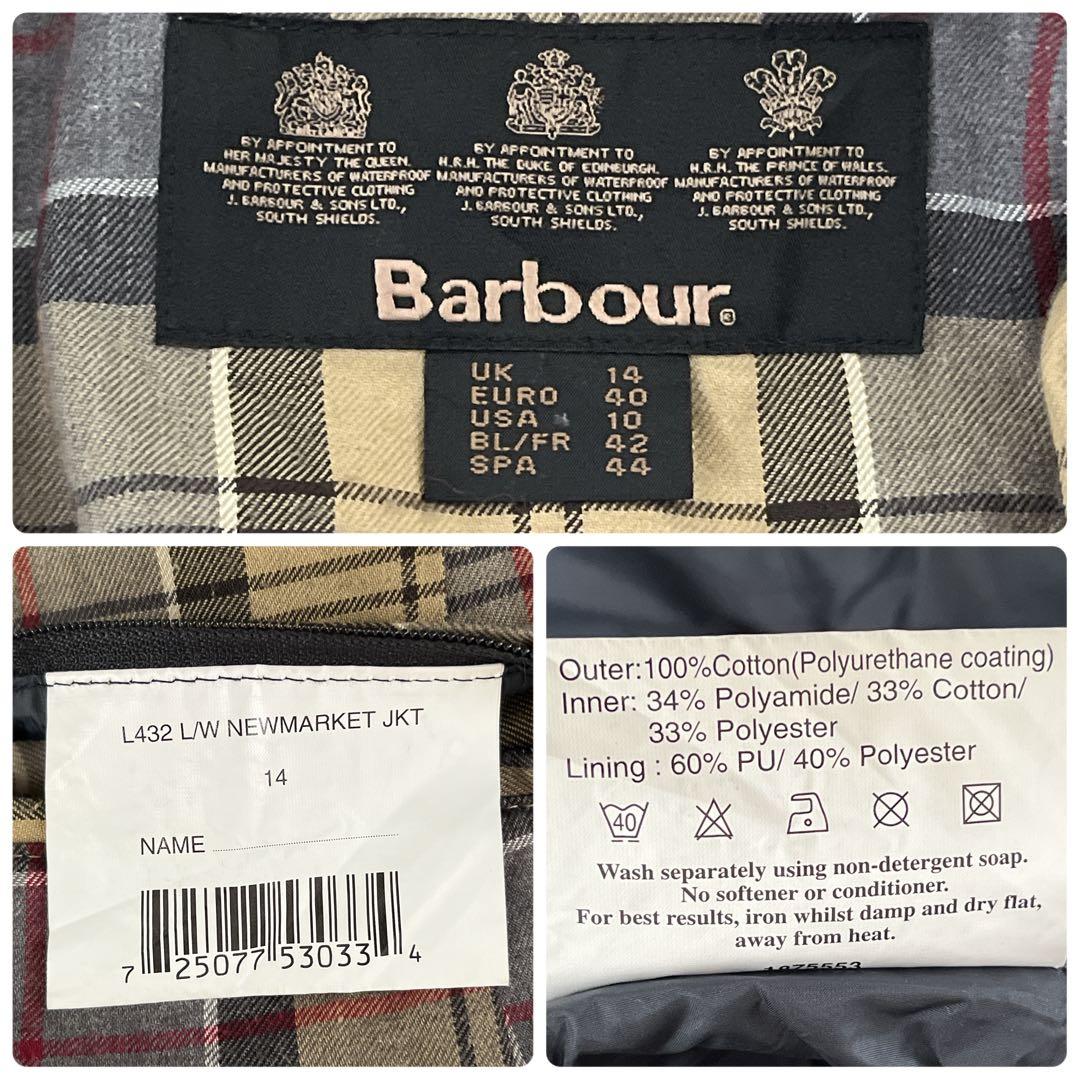 BY APPOINTMENT TO
HER MAJESTY THE QUEEN.
MANUFACTURERS OF WATERPROOF
AND PROTECTIVE CLOTHING
J. BARBOUR & SONS LTD.,
SOUTH SHIELDS.
BY APPOINTMENT TO
H.R.H. THE DUKE OF EDINBURGH.
MANUFACTURERS OF WATERPROOF
AND PROTECTIVE CLOTHING
J. BARBOUR & SONS LTD.,
SOUTH SHIELDS.
BY APPOINTMENT TO
H.R.H. THE PRINCE OF WALES.
MANUFACTURERS OF WATERPROOF
AND PROTECTIVE CLOTHING
J. BARBOUR & SONS LTD.,
SOUTH SHIELDS.
Barbour®
UK 14
EURO 40
USA 10
BL/FR 42
SPA 44
L432 L/W NEWMARKET JKT
14
NAME
7 25077 53033 4
Outer:100%Cotton(Polyurethane coating)
Inner: 34% Polyamide/ 33% Cotton/
33% Polyester
Lining : 60% PU/ 40% Polyester
40
Wash separately using non-detergent soap.
No softener or conditioner.
For best results, iron whilst damp and dry flat,
away from heat.